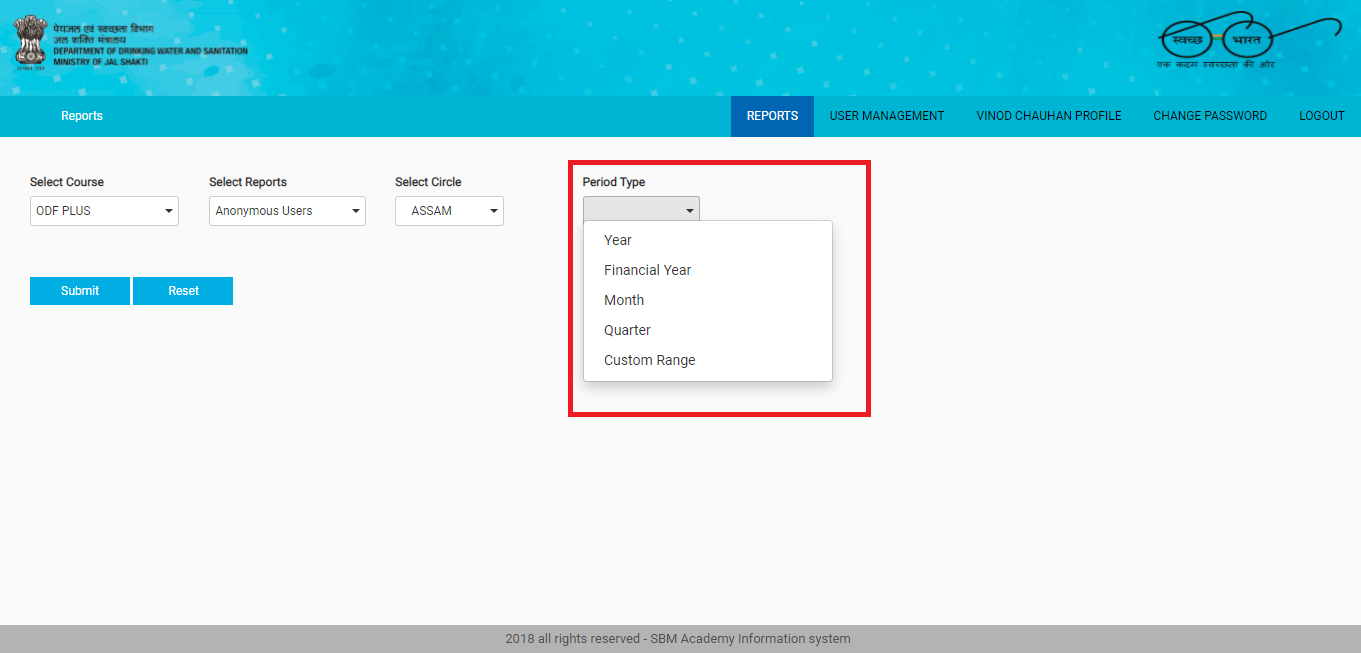 पेयजल एवं स्वच्छता विभाग
जल शक्ति मंत्रालय
DEPARTMENT OF DRINKING WATER AND SANITATION
MINISTRY OF JAL SHAKTI
स्वच्छ भारत
एक कदम स्वच्छता की ओर
Reports
REPORTS USER MANAGEMENT VINOD CHAUHAN PROFILE CHANGE PASSWORD LOGOUT
Select Course Select Reports Select Circle Period Type
ODF PLUS Anonymous Users ASSAM
Year
Financial Year
Month
Quarter
Custom Range
Submit Reset
2018 all rights reserved - SBM Academy Information system